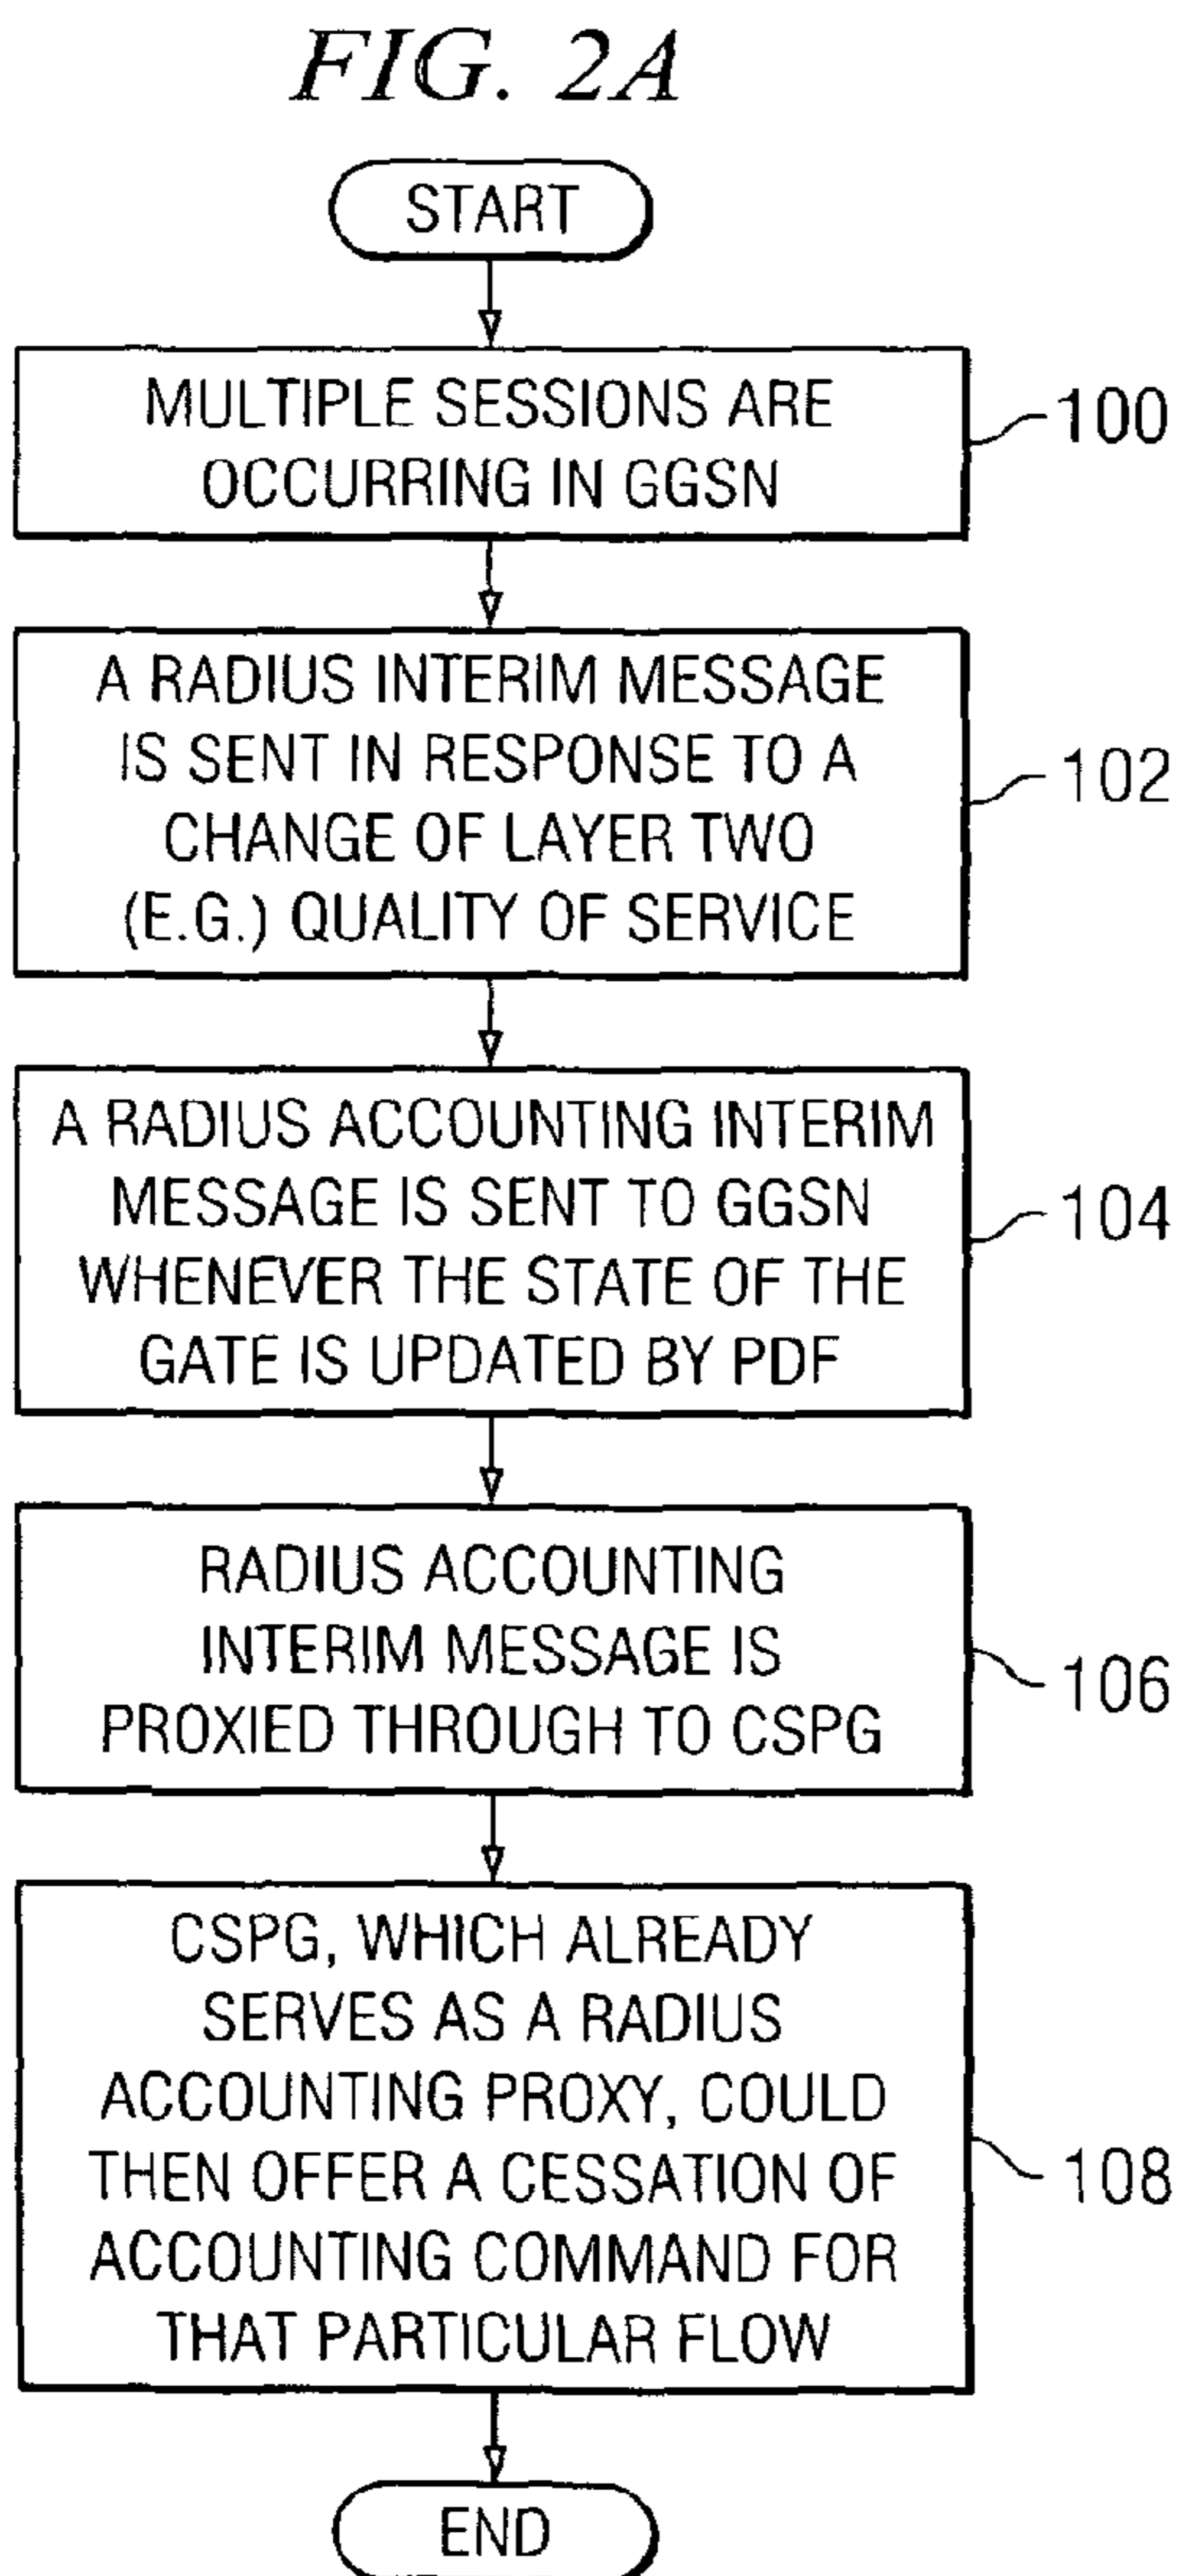 FIG. 2A
START
MULTIPLE SESSIONS ARE
OCCURRING IN GGSN
100
A RADIUS INTERIM MESSAGE
IS SENT IN RESPONSE TO A
CHANGE OF LAYER TWO
(E.G.) QUALITY OF SERVICE
102
A RADIUS ACCOUNTING INTERIM
MESSAGE IS SENT TO GGSN
WHENEVER THE STATE OF THE
GATE IS UPDATED BY PDF
104
RADIUS ACCOUNTING
INTERIM MESSAGE IS
PROXIED THROUGH TO CSPG
106
CSPG, WHICH ALREADY
SERVES AS A RADIUS
ACCOUNTING PROXY, COULD
THEN OFFER A CESSATION OF
ACCOUNTING COMMAND FOR
THAT PARTICULAR FLOW
108
END